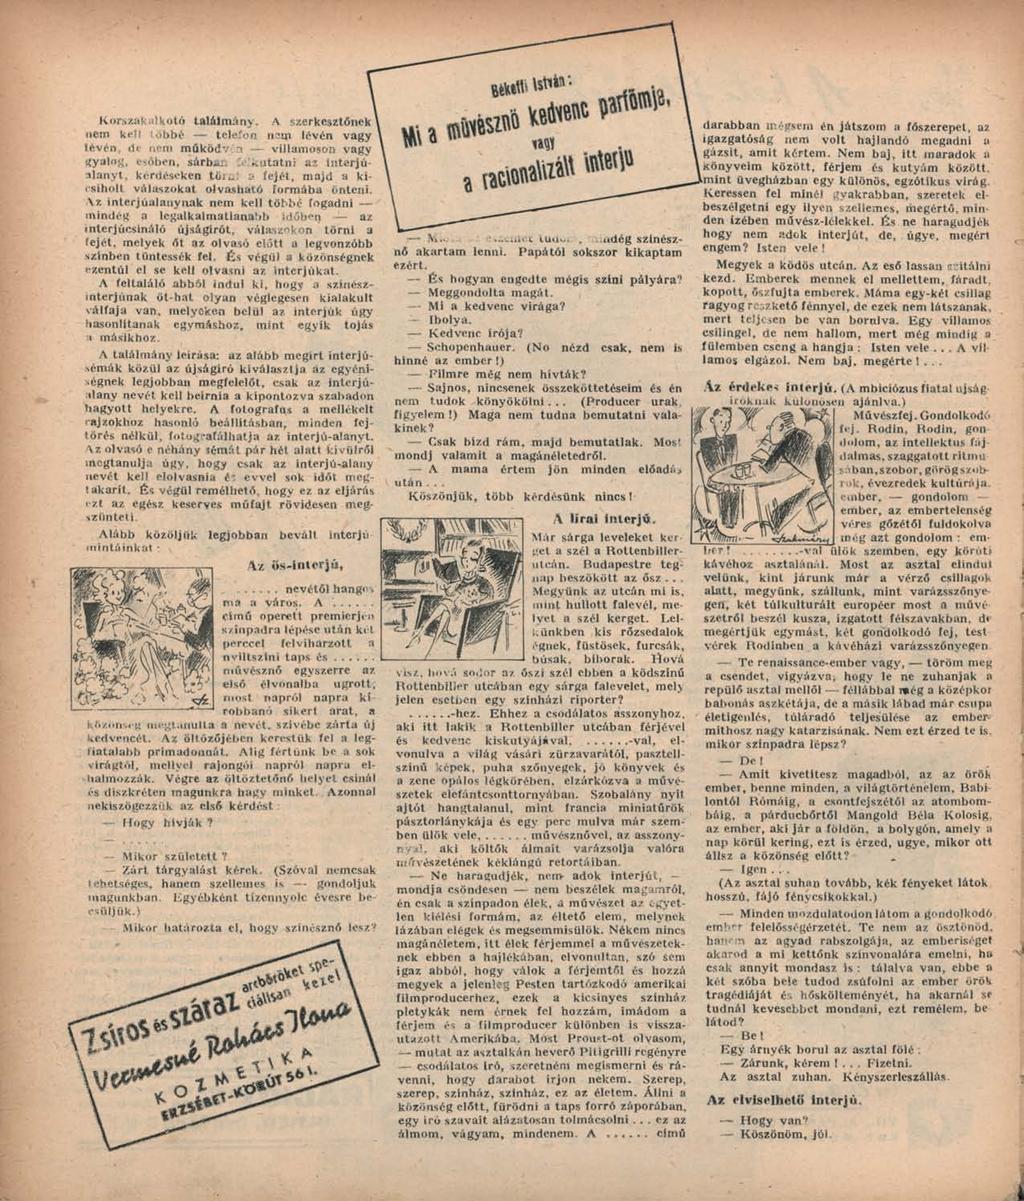 Békeffi István:
Mi a művésznő kedvenc parfömje,
vagy
a racionalizált interju
Korszakalkotó találmány. A szerkesztőnek
nem kell többé — telefon nem lévén vagy
lévén, de nem működvén — villamoson vagy
gyalog, esőben, sárban felkutatni az interjú-
alanyt, kérdéseken törni a fejét, majd a ki-
csiholt válaszokat olvasható formába önteni.
Az interjúalanynak nem kell többé fogadni —
mindég a legalkalmatlanabb időben — az
interjúcsináló újságírót, válaszokon törni a
fejét, melyek őt az olvasó előtt a legvonzóbb
színben tüntessék fel. És végül a közönségnek
ezentúl el se kell olvasni az interjúkat.
A feltaláló abból indul ki, hogy a színész-
interjúnak öt-hat olyan véglegesen kialakult
válfaja van, melyeken belül az interjúk úgy
hasonlítanak egymáshoz, mint egyik tojás
a másikhoz.
A találmány leírása: az alább megírt interjú-
sémák közül az újságíró kiválasztja az egyéni-
ségnek legjobban megfelelőt, csak az interjú-
alany nevét kell beírnia a kipontozva szabadon
hagyott helyekre. A fotografus a mellékelt
rajzokhoz hasonló beállításban, minden fej-
törés nélkül, fotografálhatja az interjú-alanyt.
Az olvasó e néhány sémát pár hét alatt kívülről
megtanulja úgy, hogy csak az interjú-alany
nevét kell elolvasnia és evvel sok időt meg-
takarít. És végül remélhető, hogy ez az eljárás
ezt az egész keserves műfajt rövidesen meg-
szünteti.
Alább közöljük legjobban bevált interjú
mintáinkat:
Az ős-interjú,
...... nevétől hangos
ma a város. A ......
című operett premierjén
színpadra lépése után két
perccel felviharzott a
nyíltszíni taps és ......
művésznő egyszerre az
első élvonalba ugrott,
most napról napra ki-
robbanó sikert arat, a
közönség megtanulta a nevét, szívébe zárta új
kedvencét. Az öltözőjében kerestük fel a leg-
fiatalabb primadonnát. Alig fértünk be a sok
virágtól, mellyel rajongói napról napra el-
halmozzák. Végre az öltöztetőnő helyet csinál
és diszkréten magunkra hagy minket. Azonnal
nekiszögezzük az első kérdést:
— Hogy hívják?
— ......
— Mikor született?
— Zárt tárgyalást kérek. (Szóval nemcsak
tehetséges, hanem szellemes is — gondoljuk
magunkban. Egyébként tizennyolc évesre be-
csüljük.)
— Mikor határozta el, hogy színésznő lesz?
Zsíros és száraz arcbőröket spe-
ciálisan kezel
Vermesné Rohács Ilona
KOZMETIKA
ERZSÉBET-KÖRÚT 56 I.
mindég színész-
nő akartam lenni. Papától sokszor kikaptam
ezért.
— És hogyan engedte mégis színi pályára?
— Meggondolta magát.
— Mi a kedvenc virága?
— Ibolya.
— Kedvenc írója?
— Schopenhauer. (No nézd csak, nem is
hinné az ember!)
— Filmre még nem hívták?
— Sajnos, nincsenek összeköttetéseim és én
nem tudok könyökölni... (Producer urak,
figyelem!) Maga nem tudna bemutatni vala-
kinek?
— Csak bízd rám, majd bemutatlak. Most
mondj valamit a magánéletedről.
— A mama értem jön minden előadás
után...
Köszönjük, több kérdésünk nincs!
A lírai interjú.
Már sárga leveleket ker-
get a szél a Rottenbiller-
utcán. Budapestre teg-
nap beszökött az ősz...
Megyünk az utcán mi is,
mint hullott falevél, me-
lyet a szél kerget. Lel-
künkben kis rőzsedalok
égnek, füstösek, furcsák,
búsak, bíborak. Hová
visz, hová sodor az őszi szél ebben a ködszínű
Rottenbiller utcában egy sárga falevelet, mely
jelen esetben egy színházi riporter?
......-hez. Ehhez a csodálatos asszonyhoz,
aki itt lakik a Rottenbiller utcában férjével
és kedvenc kiskutyájával, ......-val, el-
vonulva a világ vásári zűrzavarától, pasztell-
színű képek, puha szőnyegek, jó könyvek és
a zene opálos légkörében, elzárkózva a művé-
szetek elefántcsonttornyában. Szobalány nyit
ajtót hangtalanul, mint francia miniatűrök
pásztorlánykája és egy perc mulva már szem-
ben ülök vele, ...... művésznővel, az asszony-
nyal, aki költők álmait varázsolja valóra
művészetének kéklángú retortáiban.
— Ne haragudjék, nem adok interjút, —
mondja csöndesen — nem beszélek magamról,
én csak a színpadon élek, a művészet az egyet-
len kiélési formám, az éltető elem, melynek
lázában elégek és megsemmisülök. Nékem nincs
magánéletem, itt élek férjemmel a művészetek-
nek ebben a hajlékában, elvonultan, szó sem
igaz abból, hogy válok a férjemtől és hozzá
megyek a jelenleg Pesten tartózkodó amerikai
filmproducerhez, ezek a kicsinyes színház
pletykák nem érnek fel hozzám, imádom a
férjem és a filmproducer különben is vissza-
utazott Amerikába. Most Proust-ot olvasom,
— mutat az asztalkán heverő Pitigrilli regényre
— csodálatos író, szeretném megismerni és rá-
venni, hogy darabot írjon nekem. Szerep,
szerep, színház, színház, ez az életem. Állni a
közönség előtt, fürödni a taps forró záporában,
egy író szavait alázatosan tolmácsolni... ez az
álmom, vágyam, mindenem. A ...... című
darabban mégsem én játszom a főszerepet, az
igazgatóság nem volt hajlandó megadni a
gázsit, amit kértem. Nem baj, itt maradok a
könyveim között, férjem és kutyám között,
mint üvegházban egy különös, egzótikus virág.
Keressen fel minél gyakrabban, szeretek el-
beszélgetni egy ilyen szellemes, megértő, min-
den ízében művész-lélekkel. És ne haragudjék
hogy nem adok interjút, de, ugye, megért
engem? Isten vele!
Megyek a ködös utcán. Az eső lassan szitálni
kezd. Emberek mennek el mellettem, fáradt,
kopott, őszfujta emberek. Máma egy-két csillag
ragyog reszkető fénnyel, de ezek nem látszanak,
mert teljesen be van borulva. Egy villamos
csilingel, de nem hallom, mert még mindig a
fülemben cseng a hangja: Isten vele... A vil-
lamos elgázol. Nem baj, megérte!...
Az érdekes interjú. (A mbiciózus fiatal ujság-
íróknak különösen ajánlva.)
Művészfej. Gondolkodó
fej. Rodin, Rodin, gon-
dolom, az intellektus fáj-
dalmas, szaggatott ritmu-
sában, szobor, görög szob-
rok, évezredek kultúrája.
ember, — gondolom —
ember, az embertelenség
véres gőzétől fuldokolva
még azt gondolom: em-
ber! ......-val ülök szemben, egy körúti
kávéhoz asztalánál. Most az asztal elindul
velünk, kint járunk már a vérző csillagok
alatt, megyünk, szállunk, mint varázsszőnye-
gen, két túlkulturált européer most a művé-
szetről beszél kusza, izgatott félszavakban, de
megértjük egymást, két gondolkodó fej, test-
vérek Rodinben a kávéházi varázsszőnyegen.
— Te renaissance-ember vagy, — töröm meg
a csendet, vigyázva, hogy le ne zuhanjak a
repülő asztal mellől — féllábbal még a középkor
babonás aszkétája, de a másik lábad már csupa
életigenlés, túláradó teljesülése az ember-
mithosz nagy katarzisának. Nem ezt érzed te is,
mikor színpadra lépsz?
— De!
— Amit kivetítesz magadból, az az örök
ember, benne minden, a világtörténelem, Babi-
lontól Rómáig, a csontfejszétől az atombom-
báig, a párducbőrtől Mangold Béla Kolosig,
az ember, aki jár a földön, a bolygón, amely a
nap körül kering, ezt is érzed, ugye, mikor ott
állsz a közönség előtt?
— Igen...
(Az asztal suhan tovább, kék fényeket látok
hosszú, fájó fénycsíkokkal.)
— Minden mozdulatodon látom a gondolkodó
ember felelősségérzetét. Te nem az ösztönöd,
hanem az agyad rabszolgája, az emberiséget
akarod a mi kettőnk színvonalára emelni, ha
csak annyit mondasz is: tálalva van, ebbe a
két szóba bele tudod zsúfolni az ember örök
tragédiáját és hőskölteményét, ha akarnál se
tudnál kevesebbet mondani, ezt remélem, be-
látod?
— Be!
Egy árnyék borul az asztal fölé:
— Zárunk, kérem!... Fizetni.
Az asztal zuhan. Kényszerleszállás.
Az elviselhető interjú.
— Hogy van?
— Köszönöm, jól.